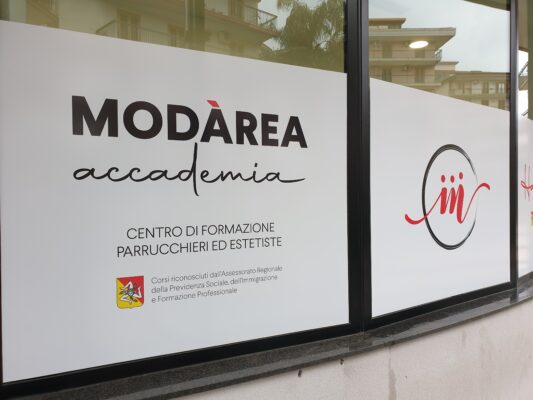 MODÀREA
accademia
CENTRO DI FORMAZIONE
PARRUCCHIERI ED ESTETISTE
Corsi riconosciuti dall'Assessorato Regionale
della Previdenza Sociale, dell'Immigrazione
e Formazione Professionale